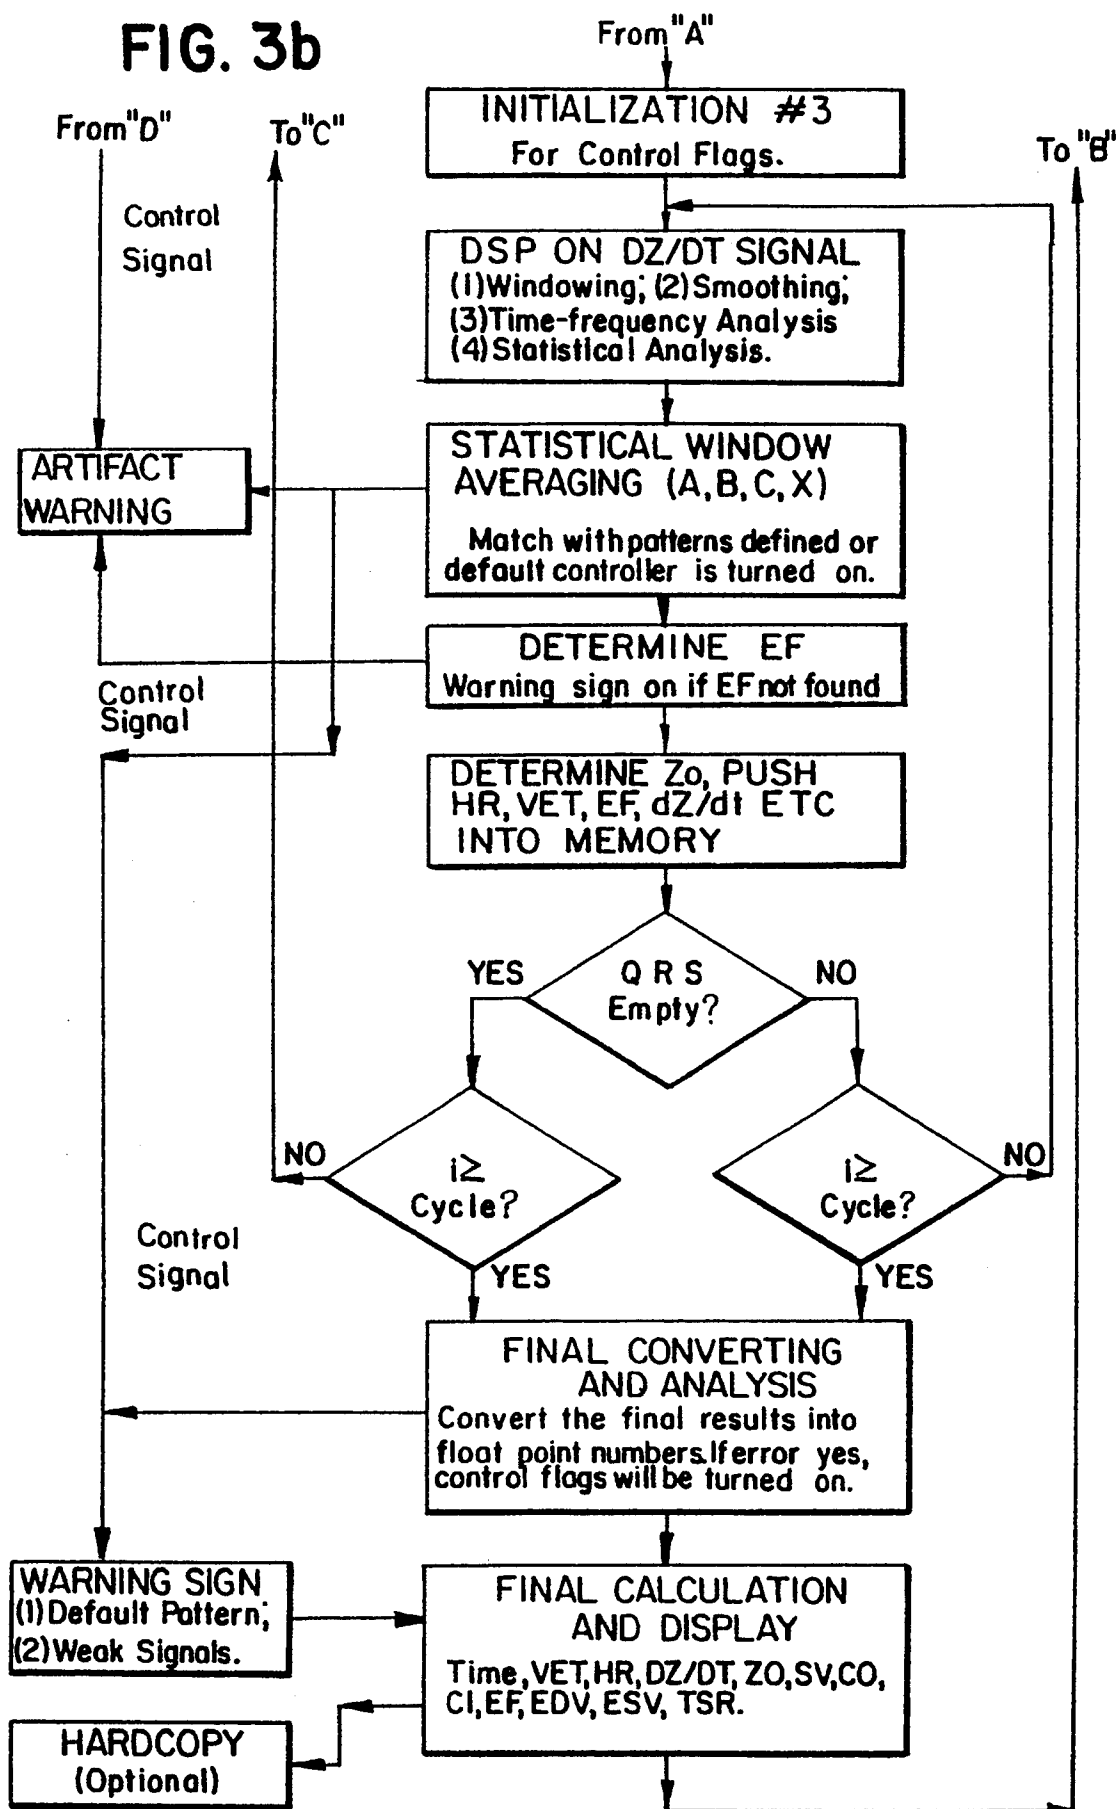 FIG. 3b
From "A"
From "D"
To "C"
To "B"
INITIALIZATION #3
For Control Flags.
Control
Signal
DSP ON DZ/DT SIGNAL
(1) Windowing; (2) Smoothing;
(3) Time-frequency Analysis
(4) Statistical Analysis.
ARTIFACT
WARNING
STATISTICAL WINDOW
AVERAGING (A, B, C, X)
Match with patterns defined or
default controller is turned on.
DETERMINE EF
Warning sign on if EF not found
Control
Signal
DETERMINE Zo, PUSH
HR, VET, EF, dZ/dt ETC
INTO MEMORY
QRS
Empty?
YES
NO
i≥
Cycle?
NO
YES
i≥
Cycle?
NO
YES
Control
Signal
FINAL CONVERTING
AND ANALYSIS
Convert the final results into
float point numbers. If error yes,
control flags will be turned on.
WARNING SIGN
(1) Default Pattern;
(2) Weak Signals.
FINAL CALCULATION
AND DISPLAY
Time, VET, HR, DZ/DT, ZO, SV, CO,
CI, EF, EDV, ESV, TSR.
HARDCOPY
(Optional)